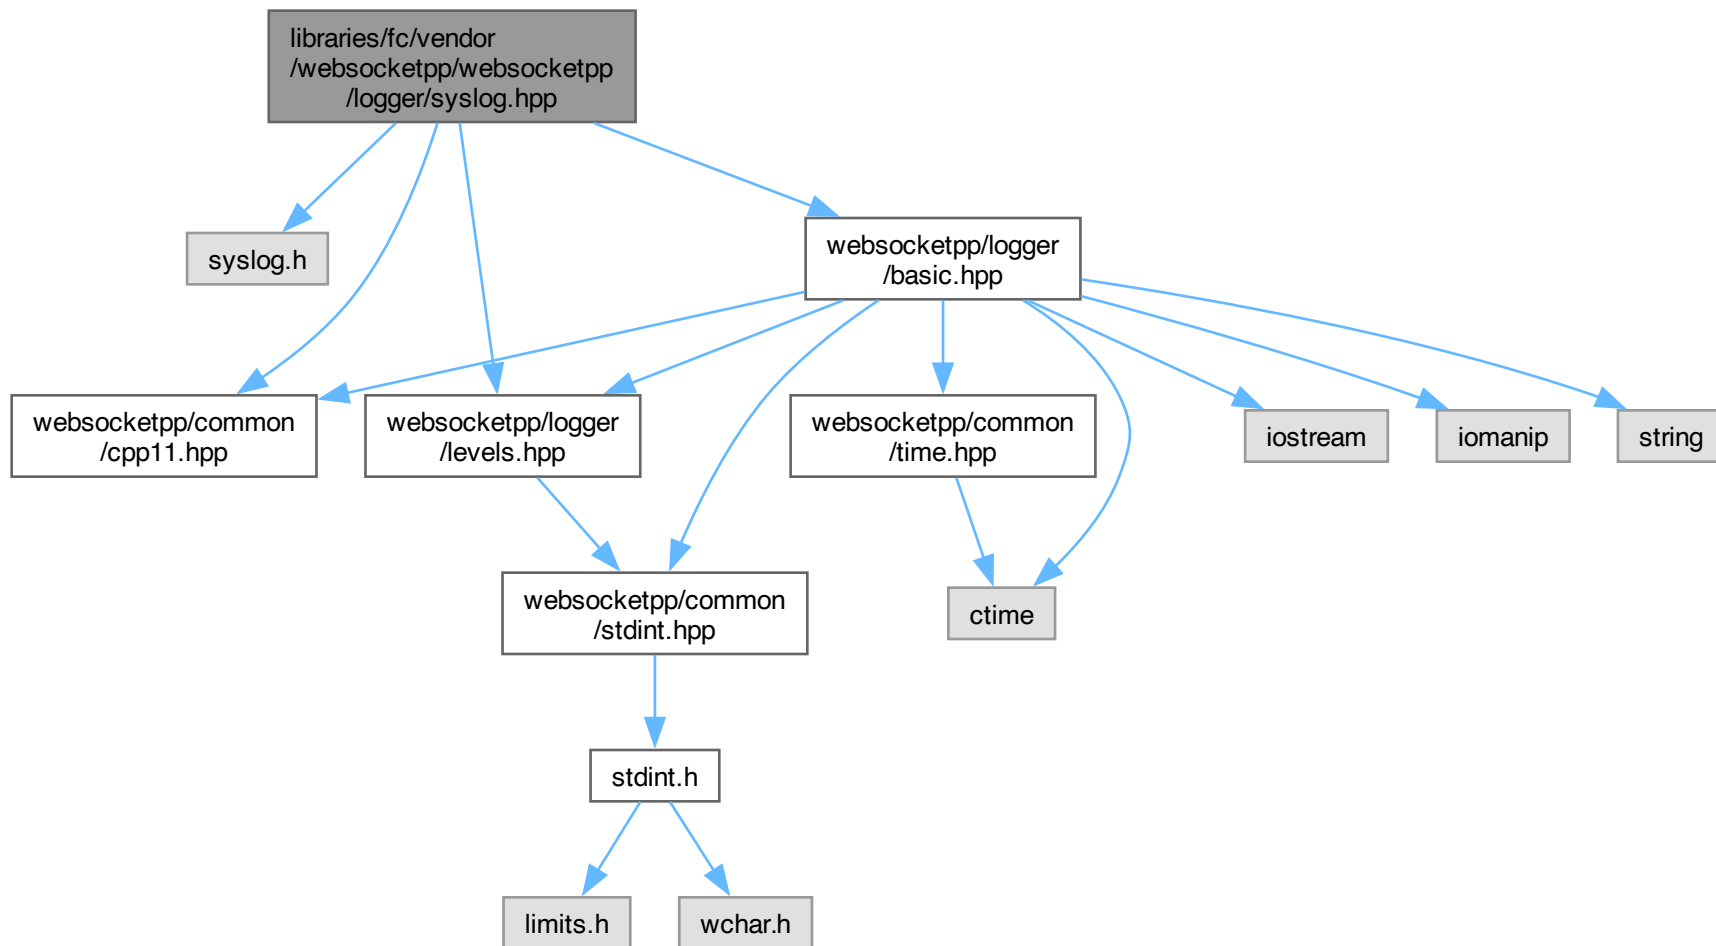 libraries/fc/vendor
/websocketpp/websocketpp
/logger/syslog.hpp
syslog.h
websocketpp/logger
/basic.hpp
websocketpp/common
/cpp11.hpp
websocketpp/logger
/levels.hpp
websocketpp/common
/time.hpp
iostream
iomanip
string
websocketpp/common
/stdint.hpp
ctime
stdint.h
limits.h
wchar.h